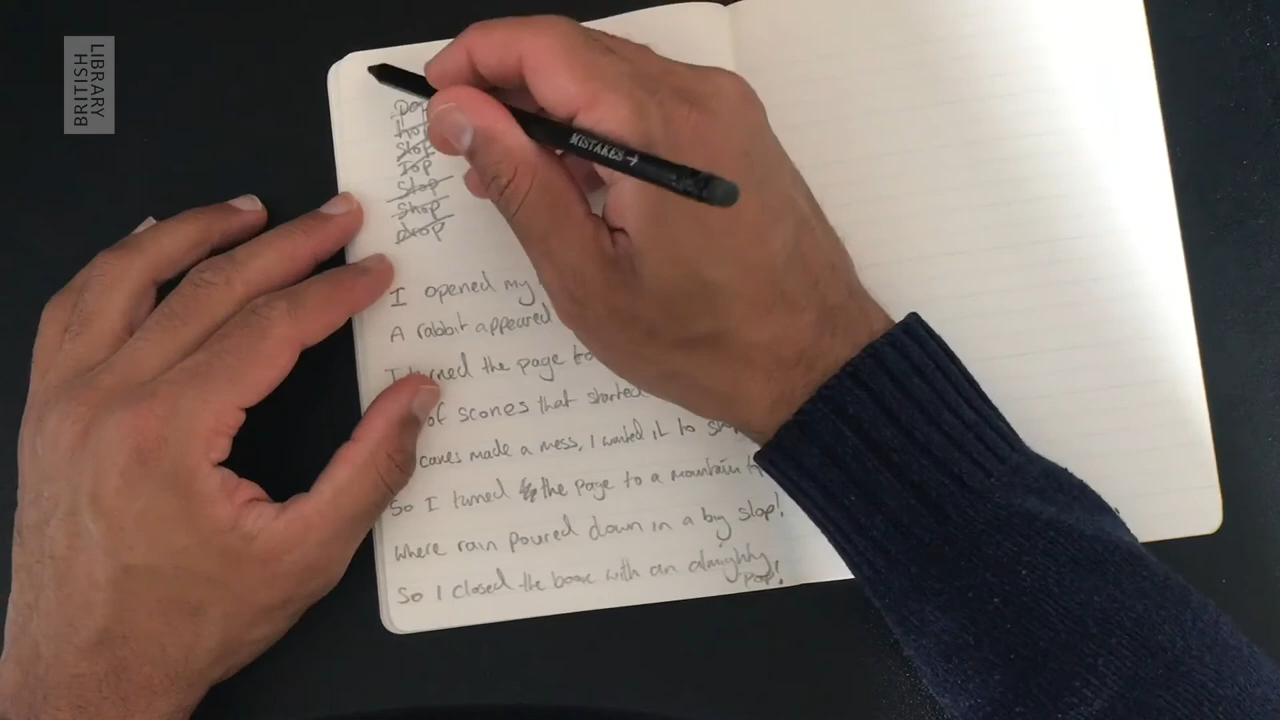 BRITISH
LIBRARY
MISTAKES→
pop
hop
slop
top
stop
shop
drop
I opened my
A rabbit appeared
I turned the page to
of scones that started
canes made a mess, I wanted it to
So I turned the page to a mountain
where rain poured down in a big slop!
So I closed the book with an almighty
pop!